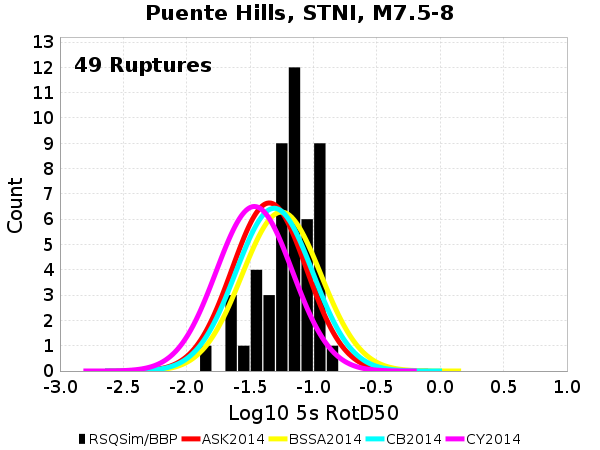 Puente Hills, STNI, M7.5-8
49 Ruptures
Count
13
12
11
10
9
8
7
6
5
4
3
2
1
0
-3.0 -2.5 -2.0 -1.5 -1.0 -0.5 0.0 0.5 1.0
Log10 5s RotD50
RSQSim/BBP ASK2014 BSSA2014 CB2014 CY2014